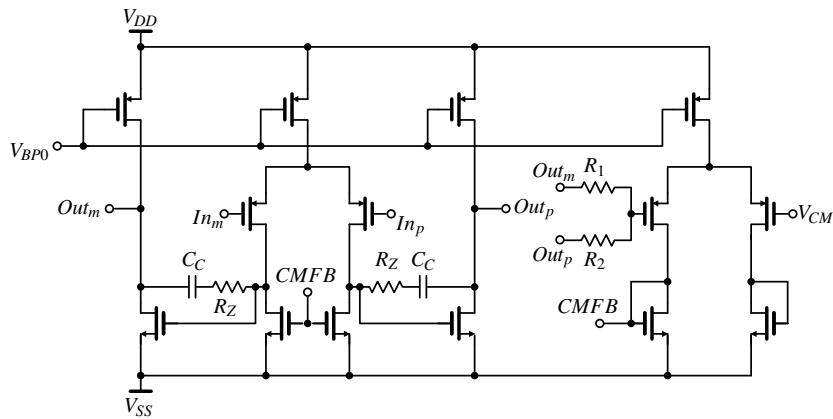 V_DD
V_BP0
Out_m
R_1
Out_m
In_m
In_p
Out_p
V_CM
Out_p
R_2
C_C
R_Z
CMFB
R_Z
C_C
CMFB
V_SS